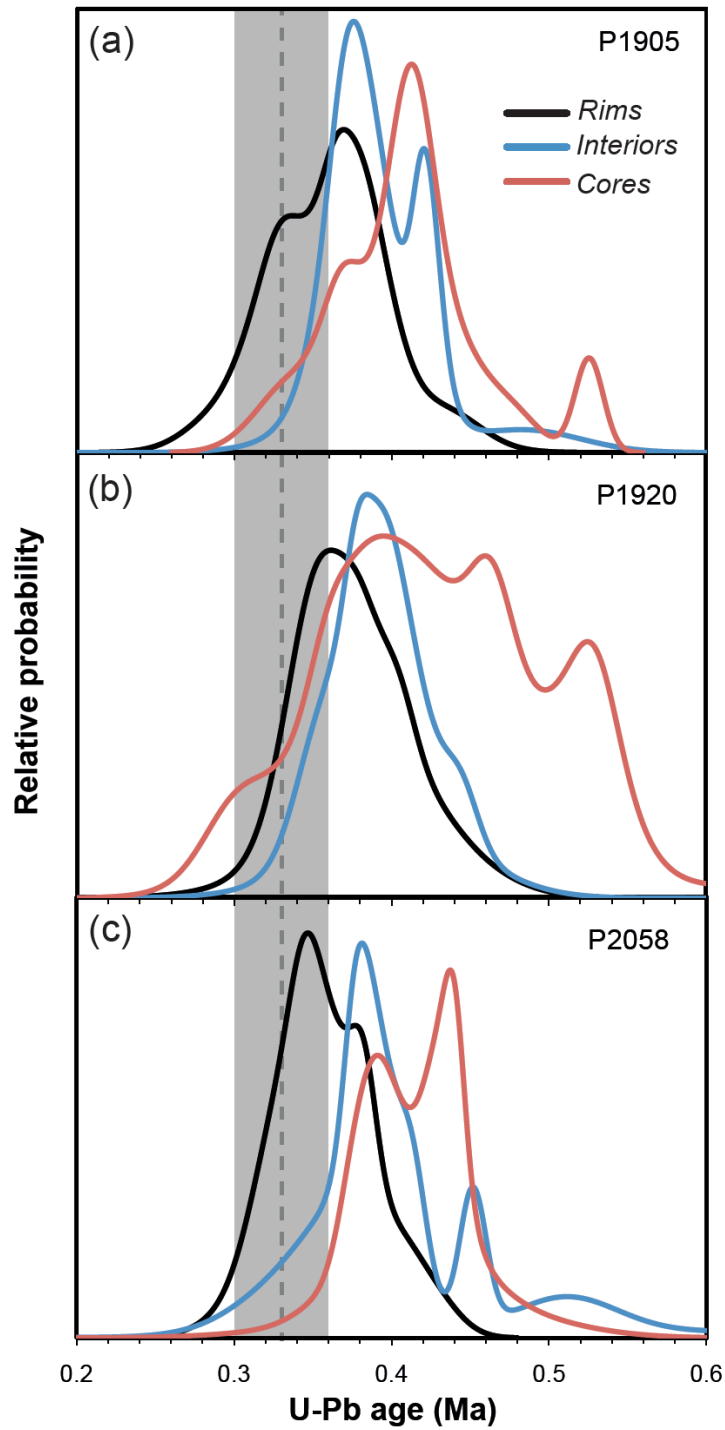 (a)
P1905
Rims
Interiors
Cores
(b)
P1920
Relative probability
(c)
P2058
0.2 0.3 0.4 0.5 0.6
U-Pb age (Ma)